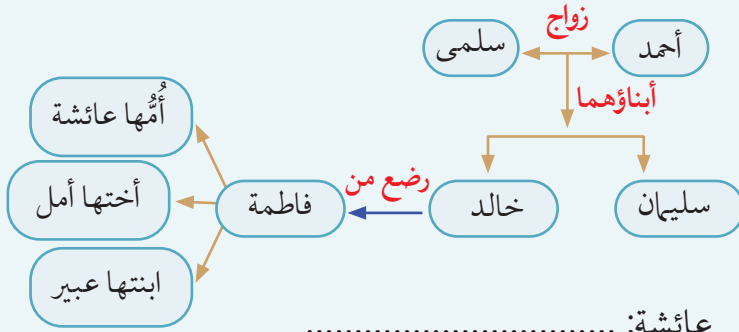 زواج
أحمد
سلمى
أبناؤهما
سليمان
خالد
رضع من
فاطمة
أُمُّها عائشة
أختها أمل
ابنتها عبير
عائشة: ................................